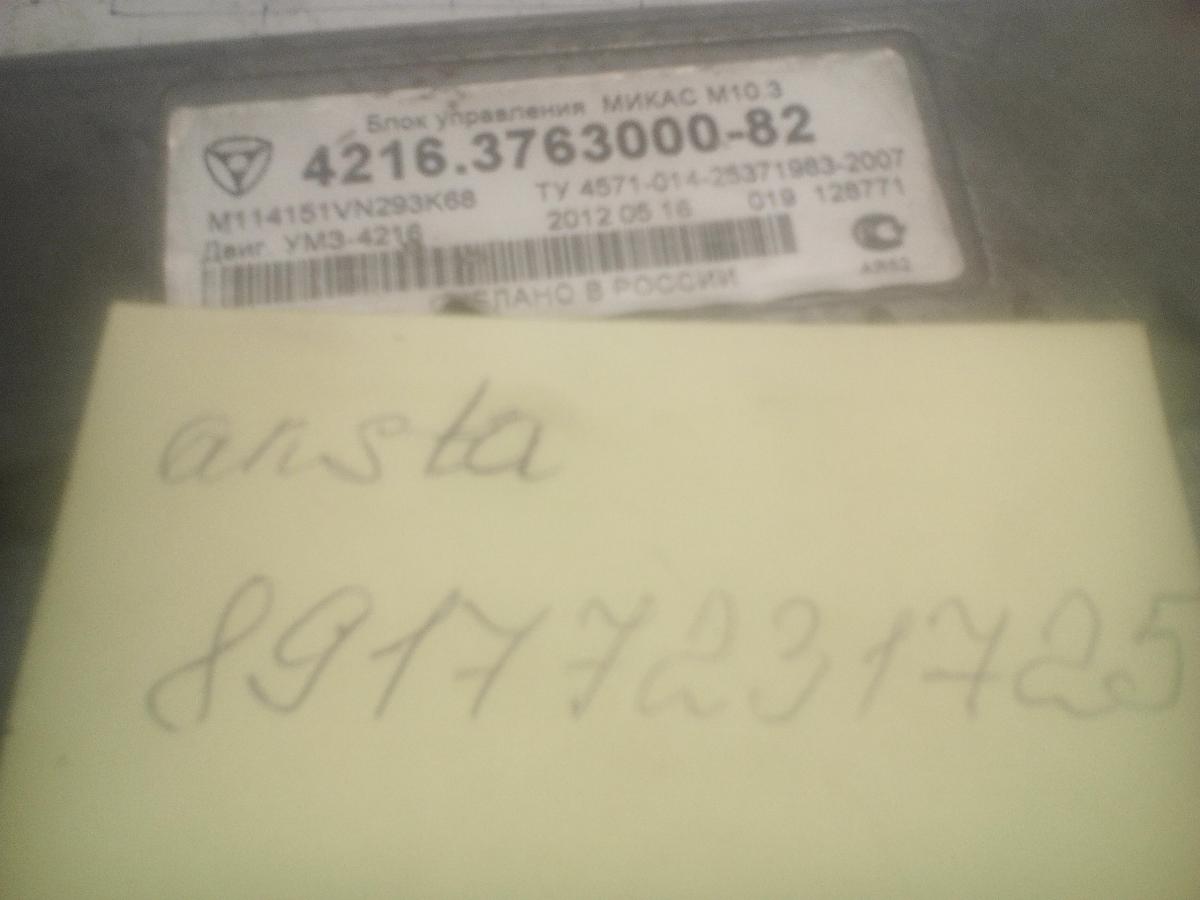 Блок управления МИКАС М10.3
4216.3763000-82
М114151VN293K68 ТУ 4571-014-25371983-2007
Двиг. УМЗ-4216 2012 05 16 019 128771
СДЕЛАНО В РОССИИ
ansta
89177231725